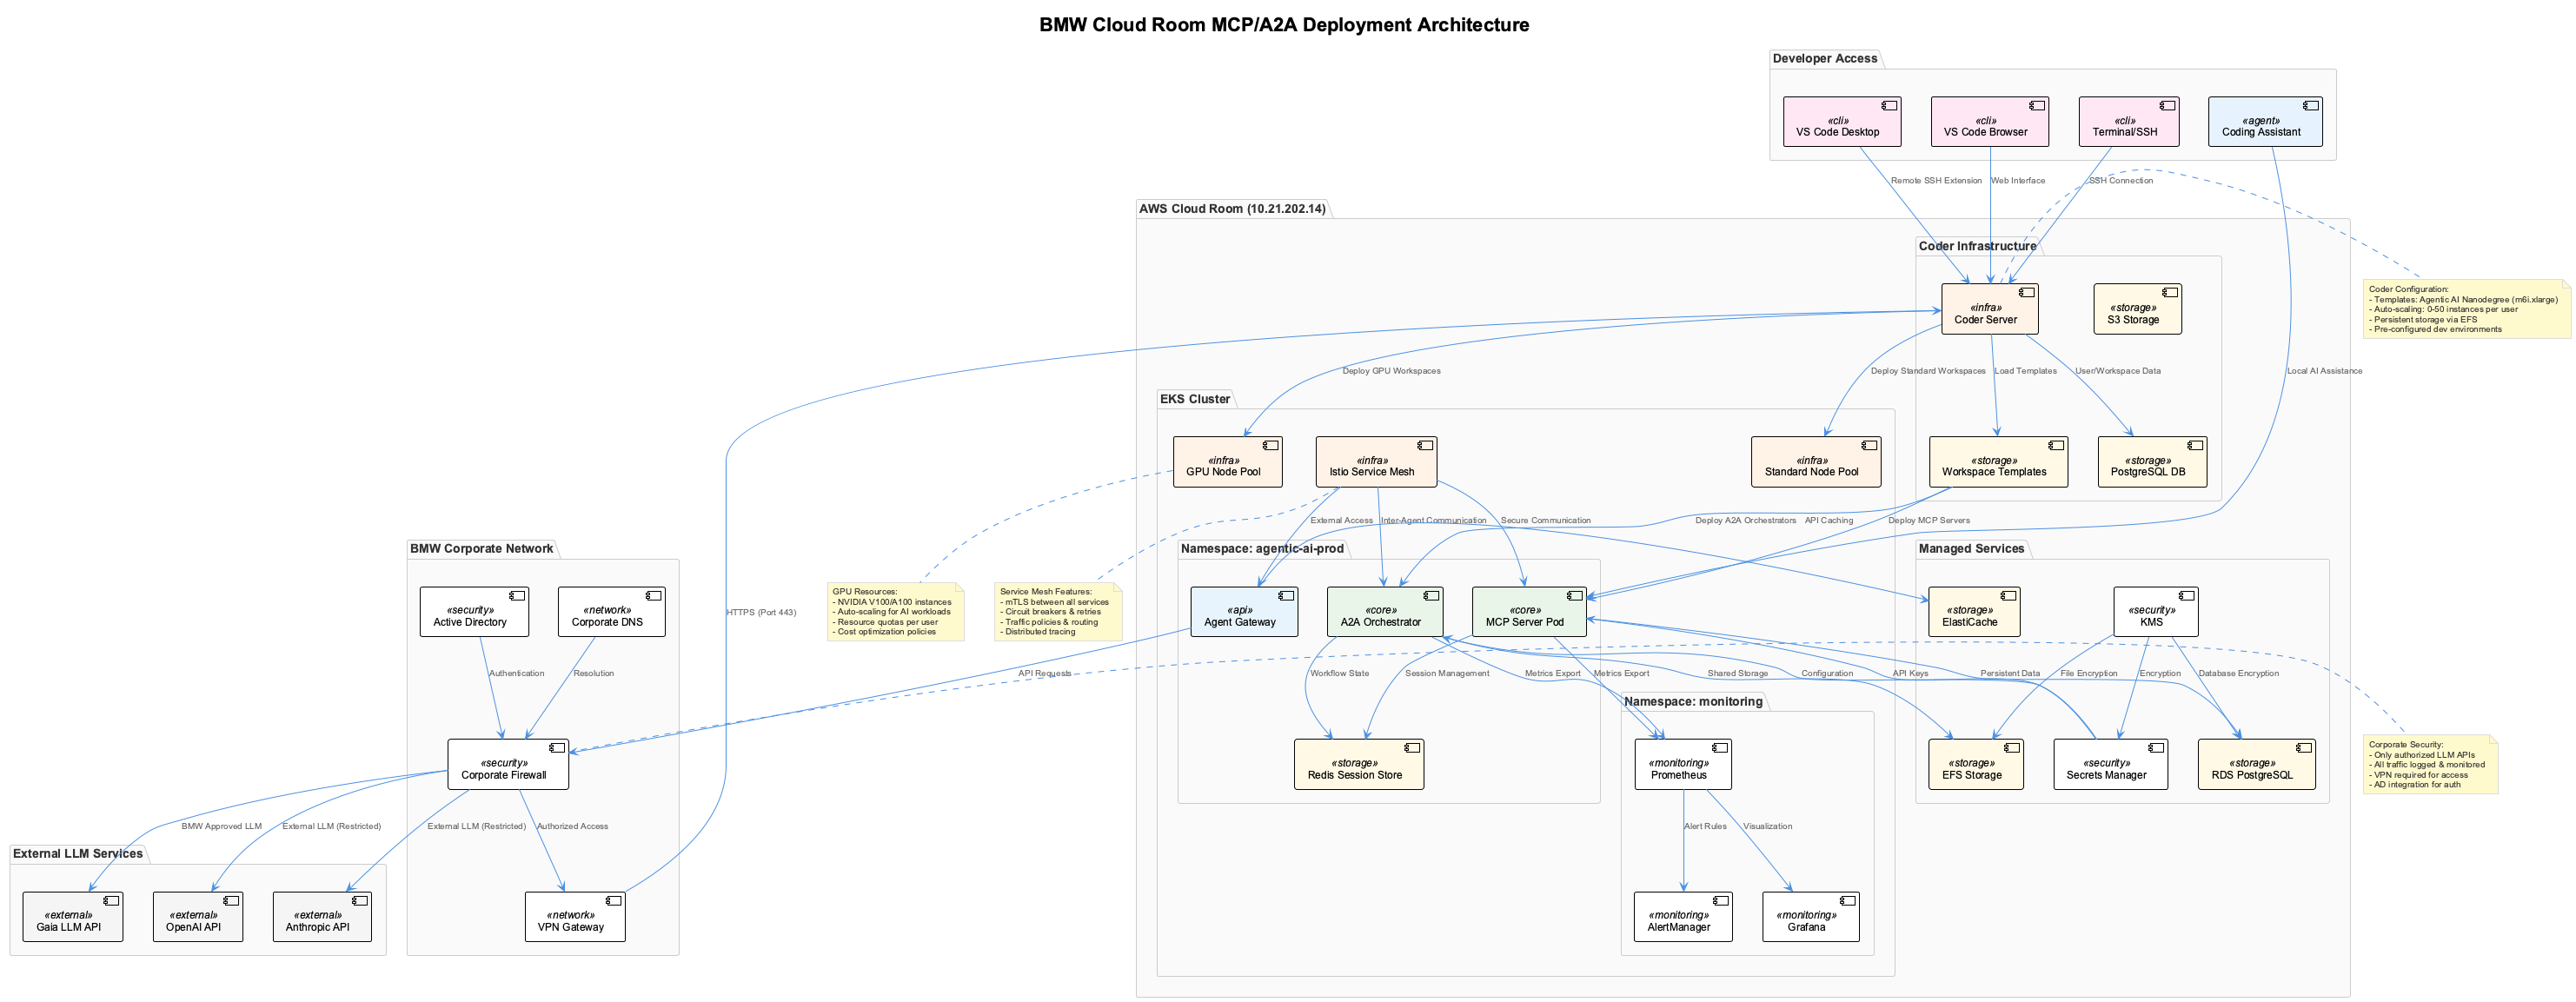 BMW Cloud Room MCP/A2A Deployment Architecture
Developer Access
«cli»
VS Code Desktop
«cli»
VS Code Browser
«cli»
Terminal/SSH
«agent»
Coding Assistant
Remote SSH Extension
Web Interface
SSH Connection
AWS Cloud Room (10.21.202.14)
Coder Infrastructure
«infra»
Coder Server
«storage»
S3 Storage
Coder Configuration:
- Templates: Agentic AI Nanodegree (m6i.xlarge)
- Auto-scaling: 0-50 instances per user
- Persistent storage via EFS
- Pre-configured dev environments
Deploy GPU Workspaces
Deploy Standard Workspaces
Load Templates
User/Workspace Data
Local AI Assistance
EKS Cluster
«infra»
GPU Node Pool
«infra»
Istio Service Mesh
«infra»
Standard Node Pool
«storage»
Workspace Templates
«storage»
PostgreSQL DB
External Access
Inter-Agent Communication
Secure Communication
Deploy A2A Orchestrators
API Caching
Deploy MCP Servers
BMW Corporate Network
Namespace: agentic-ai-prod
Managed Services
«security»
Active Directory
«network»
Corporate DNS
HTTPS (Port 443)
GPU Resources:
- NVIDIA V100/A100 instances
- Auto-scaling for AI workloads
- Resource quotas per user
- Cost optimization policies
Service Mesh Features:
- mTLS between all services
- Circuit breakers & retries
- Traffic policies & routing
- Distributed tracing
«api»
Agent Gateway
«core»
A2A Orchestrator
«core»
MCP Server Pod
«storage»
ElastiCache
«security»
KMS
Authentication
Resolution
API Requests
Workflow State
Session Management
Metrics Export
Metrics Export
Shared Storage
Configuration
API Keys
Persistent Data
File Encryption
Encryption
Database Encryption
Namespace: monitoring
«security»
Corporate Firewall
«storage»
Redis Session Store
«monitoring»
Prometheus
«storage»
EFS Storage
«security»
Secrets Manager
«storage»
RDS PostgreSQL
Corporate Security:
- Only authorized LLM APIs
- All traffic logged & monitored
- VPN required for access
- AD integration for auth
BMW Approved LLM
External LLM (Restricted)
External LLM (Restricted)
Authorized Access
Alert Rules
Visualization
External LLM Services
«external»
Gaia LLM API
«external»
OpenAI API
«external»
Anthropic API
«network»
VPN Gateway
«monitoring»
AlertManager
«monitoring»
Grafana